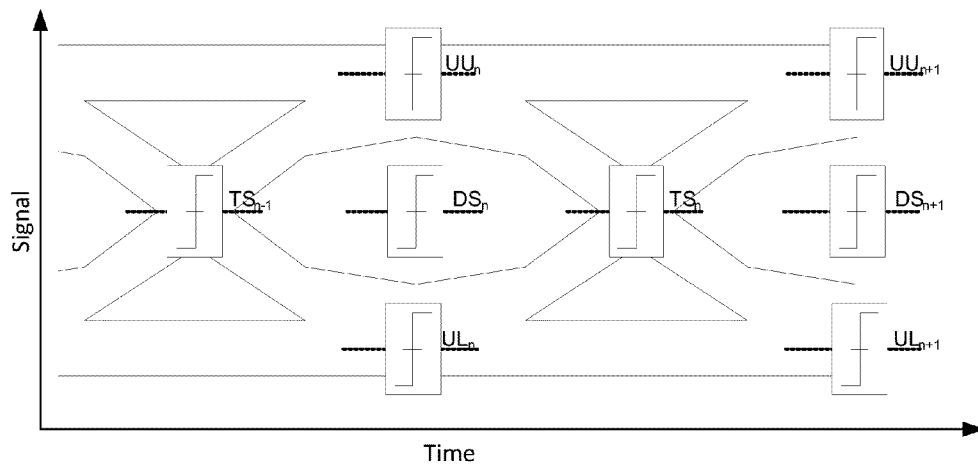 UUₙ UUₙ₊₁
TSₙ₋₁ DSₙ TSₙ DSₙ₊₁
ULₙ ULₙ₊₁
Signal
Time